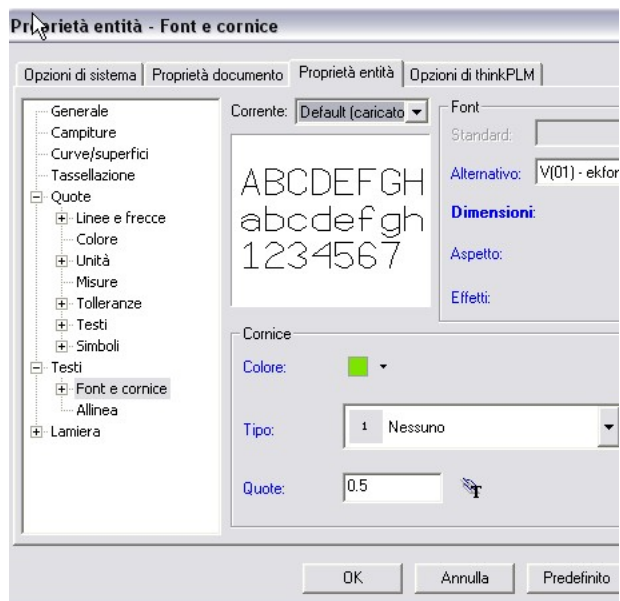 Proprietà entità - Font e cornice
Opzioni di sistema
Proprietà documento
Proprietà entità
Opzioni di thinkPLM
Generale
Campiture
Curve/superfici
Tassellazione
Quote
Linee e frecce
Colore
Unità
Misure
Tolleranze
Testi
Simboli
Testi
Font e cornice
Allinea
Lamiera
Corrente: Default (caricato
ABCDEFGH
abcdefgh
1234567
Font
Standard:
Alternativo: V(01) - ekfor
Dimensioni:
Aspetto:
Effetti:
Cornice
Colore:
Tipo: 1 Nessuno
Quote: 0.5
T
OK
Annulla
Predefinito